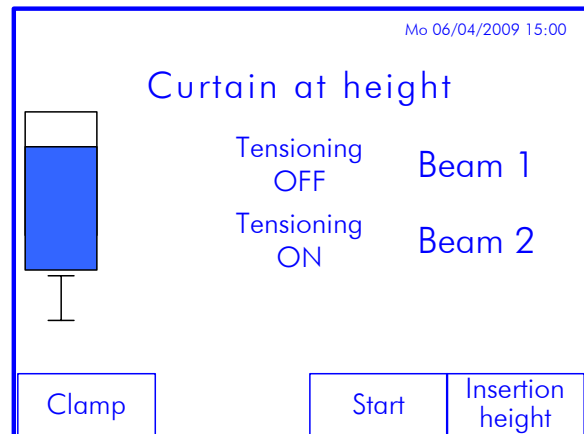 Mo 06/04/2009 15:00
Curtain at height
Tensioning
OFF
Beam 1
Tensioning
ON
Beam 2
Clamp
Start
Insertion
height